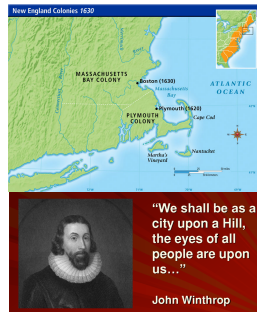 New England Colonies 1630
MASSACHUSETTS
BAY COLONY
Boston (1630)
Massachusetts
Bay
ATLANTIC
OCEAN
Plymouth (1620)
PLYMOUTH
COLONY
Cape Cod
Martha's
Vineyard
Nantucket
“We shall be as a
city upon a Hill,
the eyes of all
people are upon
us…”
John Winthrop